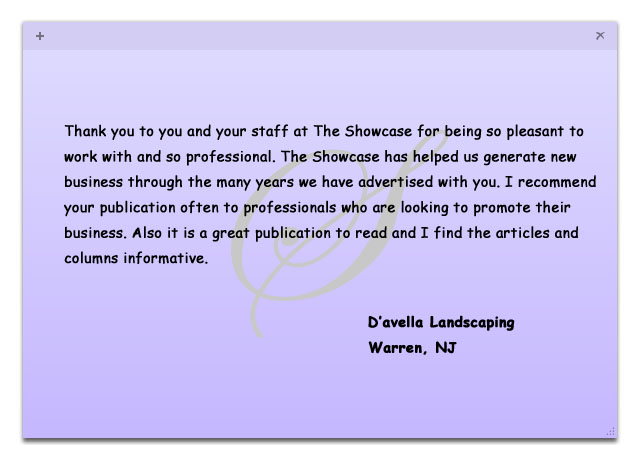 Thank you to you and your staff at The Showcase for being so pleasant to
work with and so professional. The Showcase has helped us generate new
business through the many years we have advertised with you. I recommend
your publication often to professionals who are looking to promote their
business. Also it is a great publication to read and I find the articles and
columns informative.
D'avella Landscaping
Warren, NJ